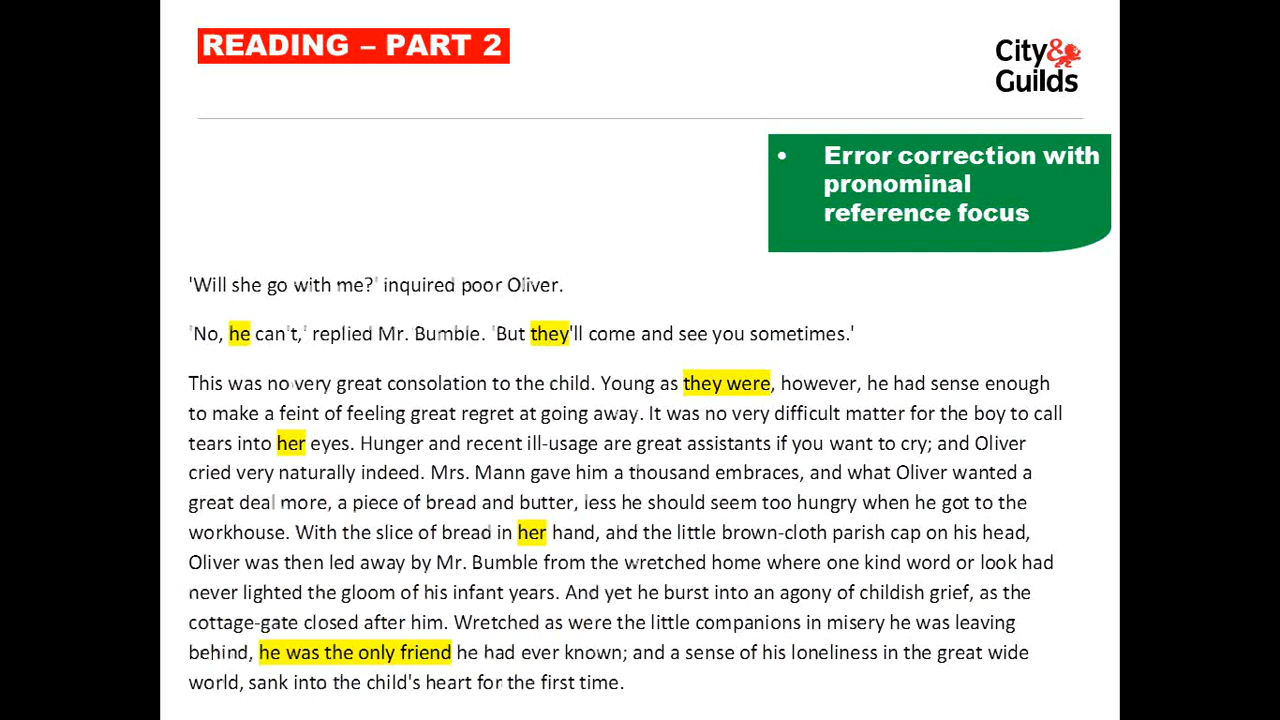 READING – PART 2
City&
Guilds
• Error correction with
pronominal
reference focus
'Will she go with me?' inquired poor Oliver.
'No, he can't,' replied Mr. Bumble. 'But they'll come and see you sometimes.'
This was no very great consolation to the child. Young as they were, however, he had sense enough
to make a feint of feeling great regret at going away. It was no very difficult matter for the boy to call
tears into her eyes. Hunger and recent ill-usage are great assistants if you want to cry; and Oliver
cried very naturally indeed. Mrs. Mann gave him a thousand embraces, and what Oliver wanted a
great deal more, a piece of bread and butter, less he should seem too hungry when he got to the
workhouse. With the slice of bread in her hand, and the little brown-cloth parish cap on his head,
Oliver was then led away by Mr. Bumble from the wretched home where one kind word or look had
never lighted the gloom of his infant years. And yet he burst into an agony of childish grief, as the
cottage-gate closed after him. Wretched as were the little companions in misery he was leaving
behind, he was the only friend he had ever known; and a sense of his loneliness in the great wide
world, sank into the child's heart for the first time.